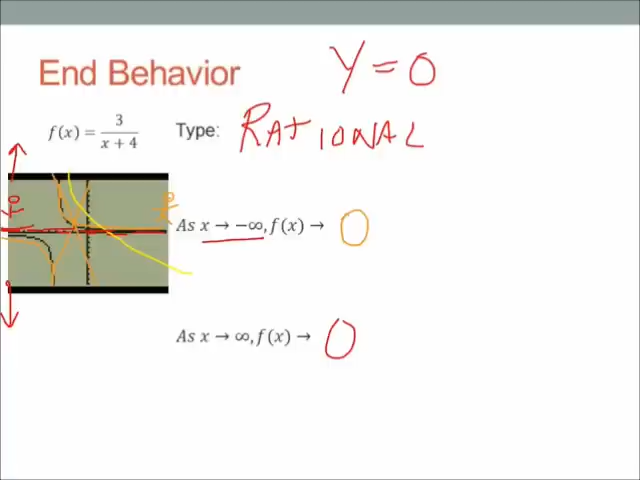 End Behavior
Y = 0
f(x) = 3/(x + 4)
Type: RATIONAL
As x → −∞, f(x) → 0
As x → ∞, f(x) → 0